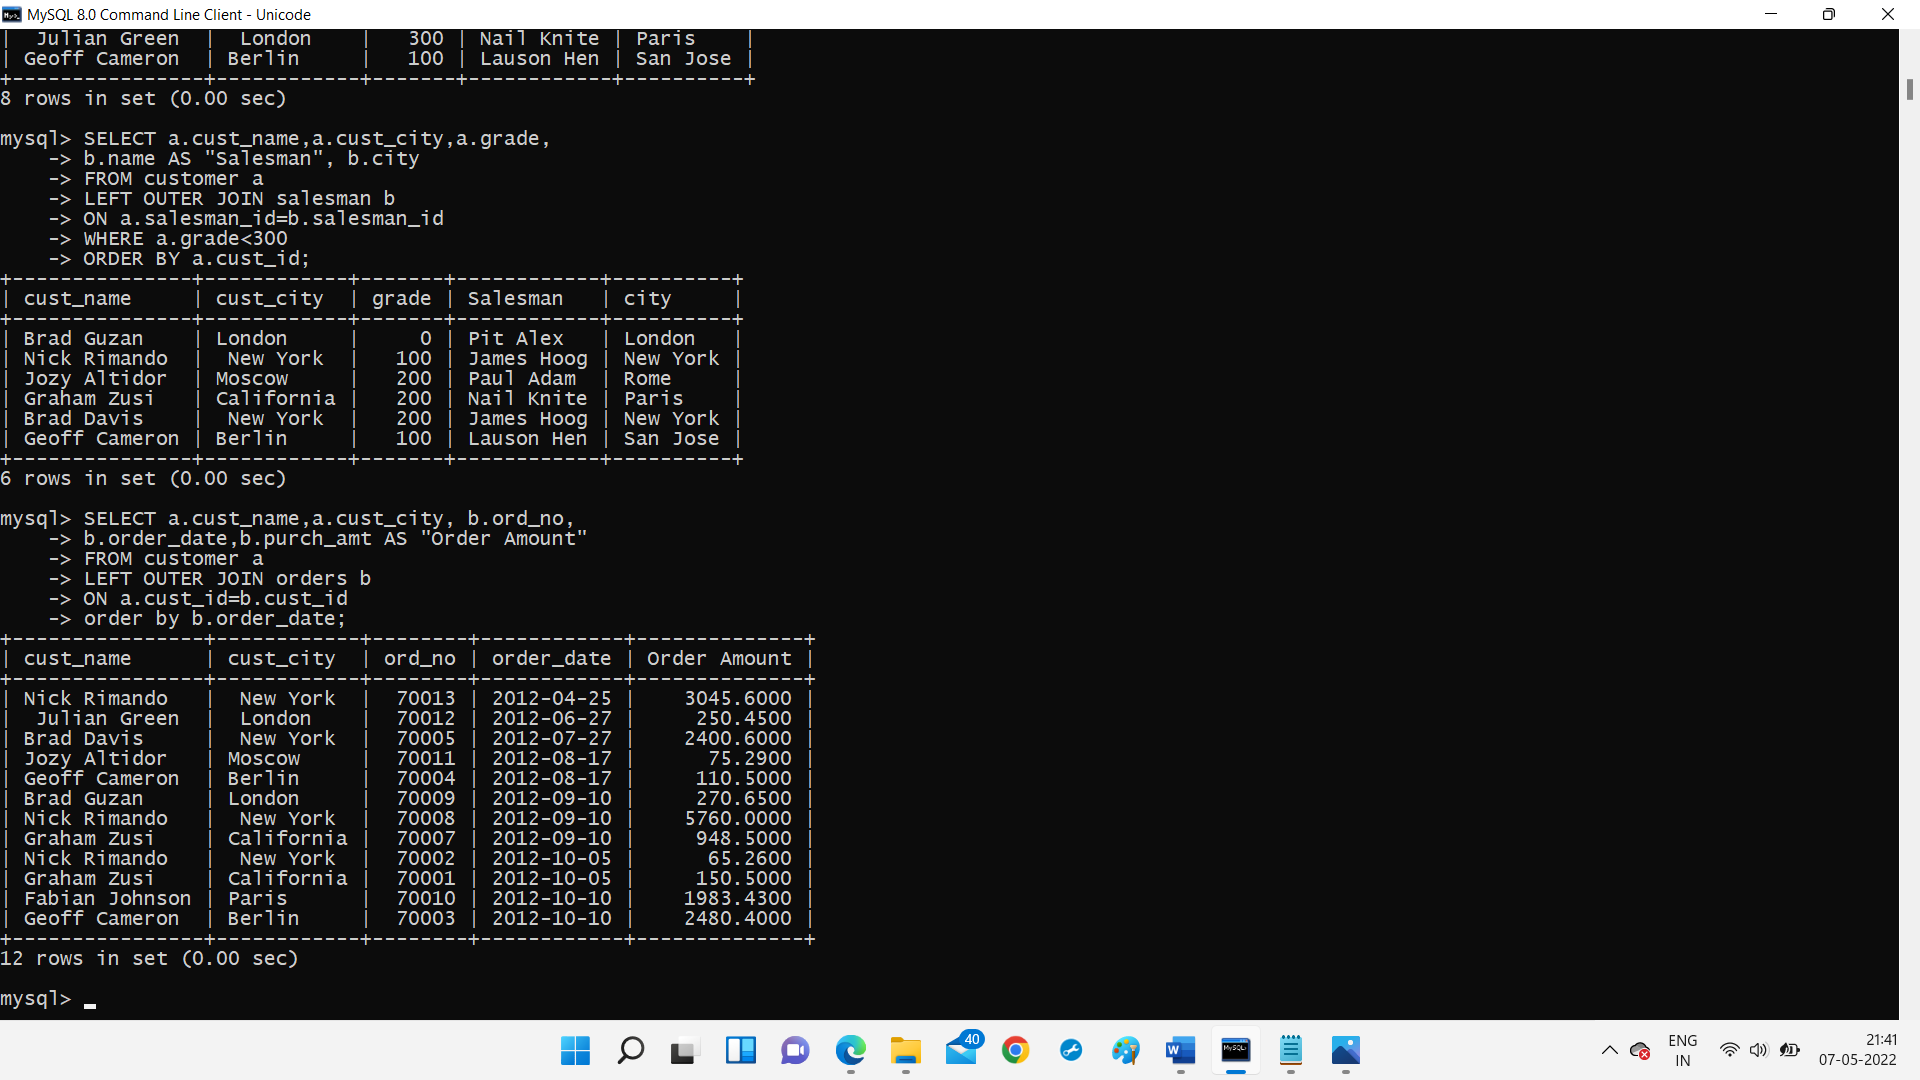 MySQL 8.0 Command Line Client - Unicode
|  Julian Green  |  London    |   300 | Nail Knite | Paris    |
| Geoff Cameron  | Berlin     |   100 | Lauson Hen | San Jose |
+----------------+------------+-------+------------+----------+
8 rows in set (0.00 sec)
mysql> SELECT a.cust_name,a.cust_city,a.grade,
    -> b.name AS "Salesman", b.city
    -> FROM customer a
    -> LEFT OUTER JOIN salesman b
    -> ON a.salesman_id=b.salesman_id
    -> WHERE a.grade<300
    -> ORDER BY a.cust_id;
+---------------+------------+-------+------------+----------+
| cust_name     | cust_city  | grade | Salesman   | city     |
+---------------+------------+-------+------------+----------+
| Brad Guzan    | London     |     0 | Pit Alex   | London   |
| Nick Rimando  |  New York  |   100 | James Hoog | New York |
| Jozy Altidor  | Moscow     |   200 | Paul Adam  | Rome     |
| Graham Zusi   | California |   200 | Nail Knite | Paris    |
| Brad Davis    |  New York  |   200 | James Hoog | New York |
| Geoff Cameron | Berlin     |   100 | Lauson Hen | San Jose |
+---------------+------------+-------+------------+----------+
6 rows in set (0.00 sec)
mysql> SELECT a.cust_name,a.cust_city, b.ord_no,
    -> b.order_date,b.purch_amt AS "Order Amount"
    -> FROM customer a
    -> LEFT OUTER JOIN orders b
    -> ON a.cust_id=b.cust_id
    -> order by b.order_date;
+----------------+------------+--------+------------+--------------+
| cust_name      | cust_city  | ord_no | order_date | Order Amount |
+----------------+------------+--------+------------+--------------+
| Nick Rimando   |  New York  |  70013 | 2012-04-25 |    3045.6000 |
|  Julian Green  |  London    |  70012 | 2012-06-27 |     250.4500 |
| Brad Davis     |  New York  |  70005 | 2012-07-27 |    2400.6000 |
| Jozy Altidor   | Moscow     |  70011 | 2012-08-17 |      75.2900 |
| Geoff Cameron  | Berlin     |  70004 | 2012-08-17 |     110.5000 |
| Brad Guzan     | London     |  70009 | 2012-09-10 |     270.6500 |
| Nick Rimando   |  New York  |  70008 | 2012-09-10 |    5760.0000 |
| Graham Zusi    | California |  70007 | 2012-09-10 |     948.5000 |
| Nick Rimando   |  New York  |  70002 | 2012-10-05 |      65.2600 |
| Graham Zusi    | California |  70001 | 2012-10-05 |     150.5000 |
| Fabian Johnson | Paris      |  70010 | 2012-10-10 |    1983.4300 |
| Geoff Cameron  | Berlin     |  70003 | 2012-10-10 |    2480.4000 |
+----------------+------------+--------+------------+--------------+
12 rows in set (0.00 sec)
mysql> _
40
W
MySQL
ENG
IN
21:41
07-05-2022